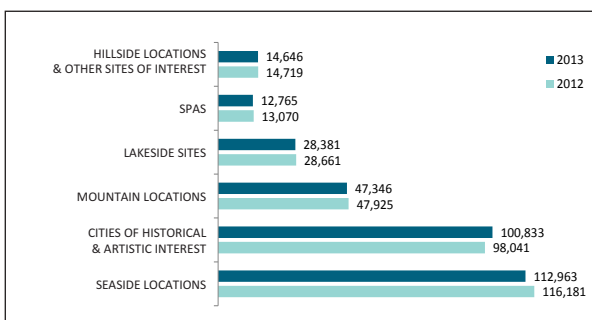 HILLSIDE LOCATIONS
& OTHER SITES OF INTEREST
14,646
14,719
2013
2012
SPAS
12,765
13,070
LAKESIDE SITES
28,381
28,661
MOUNTAIN LOCATIONS
47,346
47,925
CITIES OF HISTORICAL
& ARTISTIC INTEREST
100,833
98,041
SEASIDE LOCATIONS
112,963
116,181